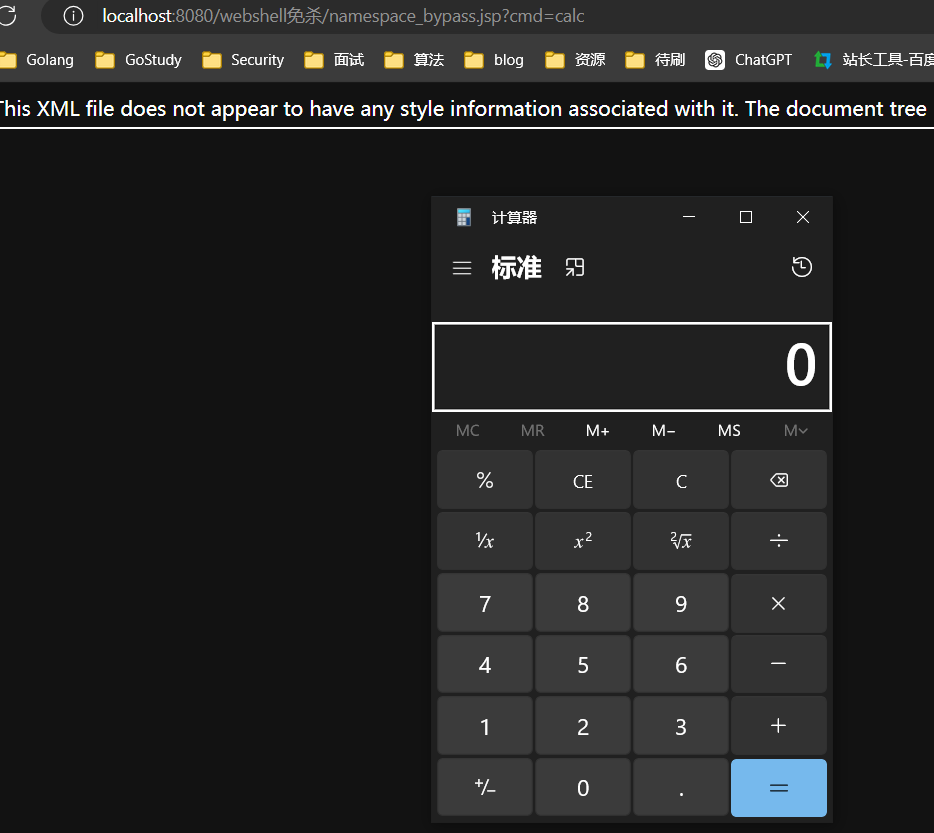 localhost:8080/webshell免杀/namespace_bypass.jsp?cmd=calc
Golang GoStudy Security 面试 算法 blog 资源 待刷 ChatGPT 站长工具-百度
This XML file does not appear to have any style information associated with it. The document tree
计算器
标准
0
MC MR M+ M− MS M
% CE C
¹/x x² ²√x ÷
7 8 9 ×
4 5 6 −
1 2 3 +
+/− 0 . =